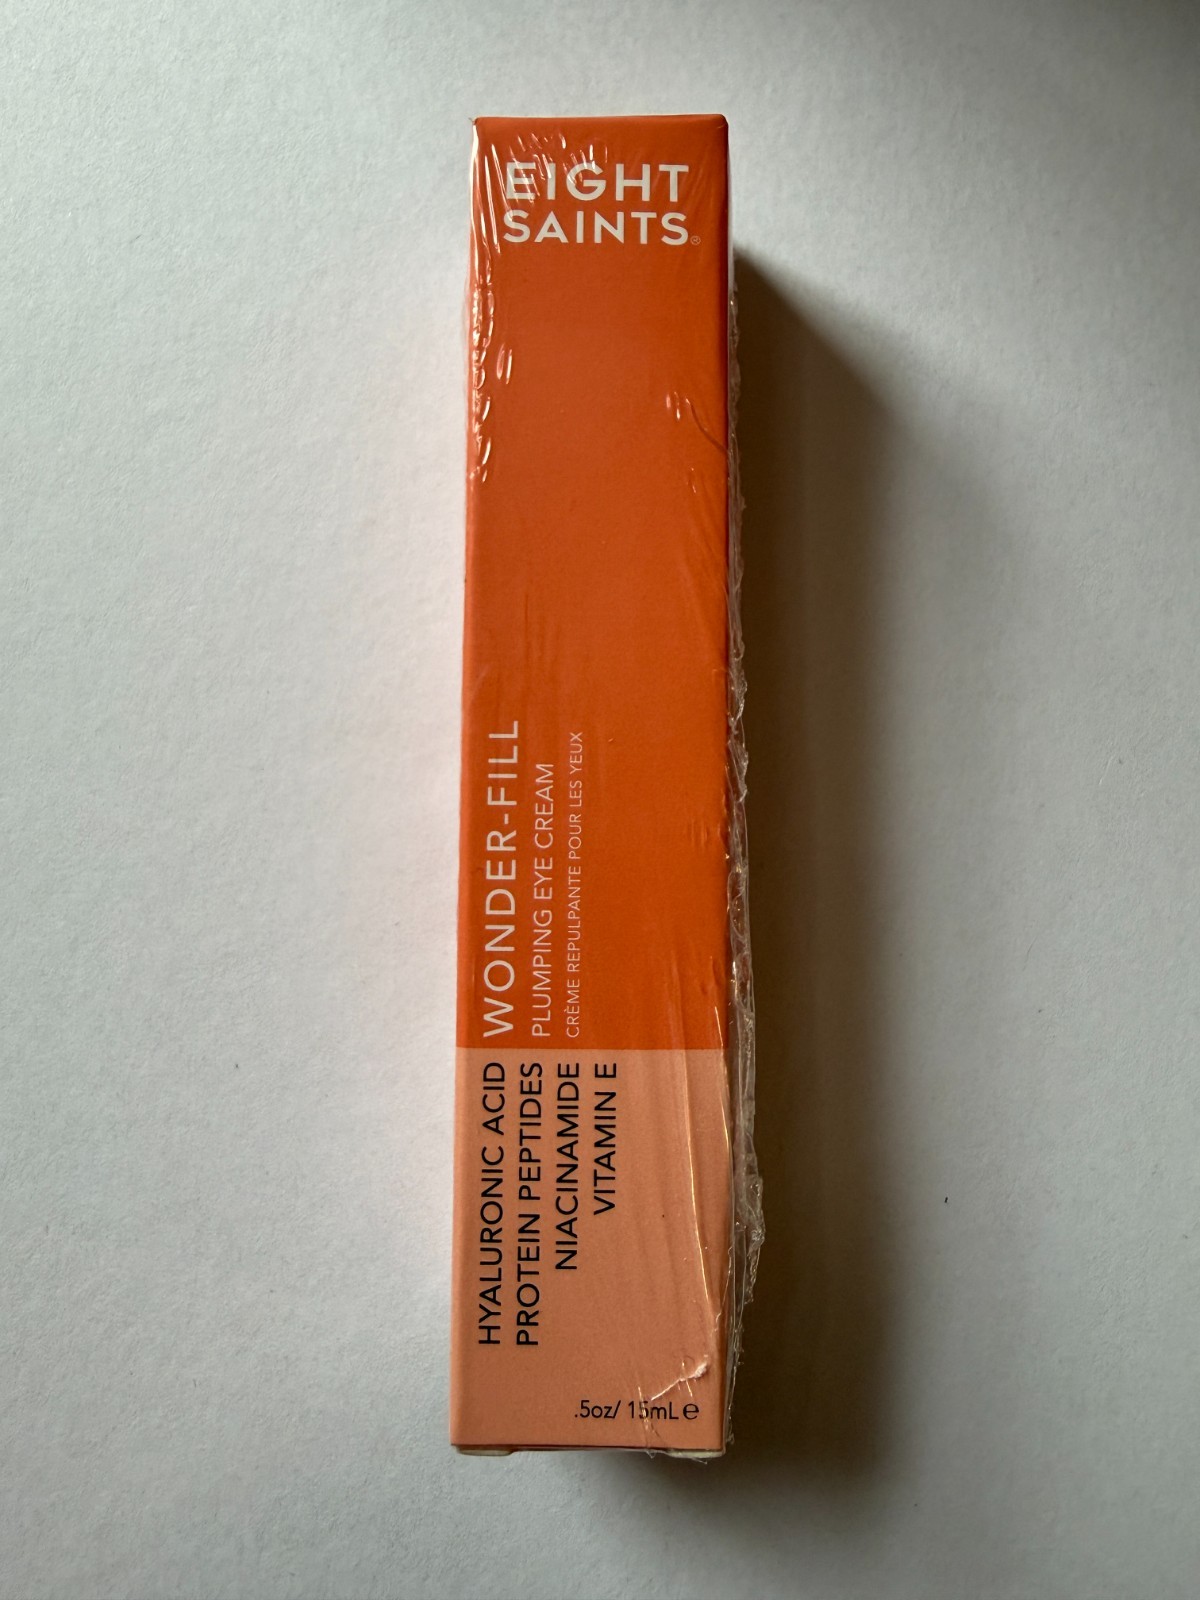 EIGHT
SAINTS®
WONDER-FILL
PLUMPING EYE CREAM
CRÈME REPULPANTE POUR LES YEUX
HYALURONIC ACID
PROTEIN PEPTIDES
NIACINAMIDE
VITAMIN E
.5oz/ 15mL ℮